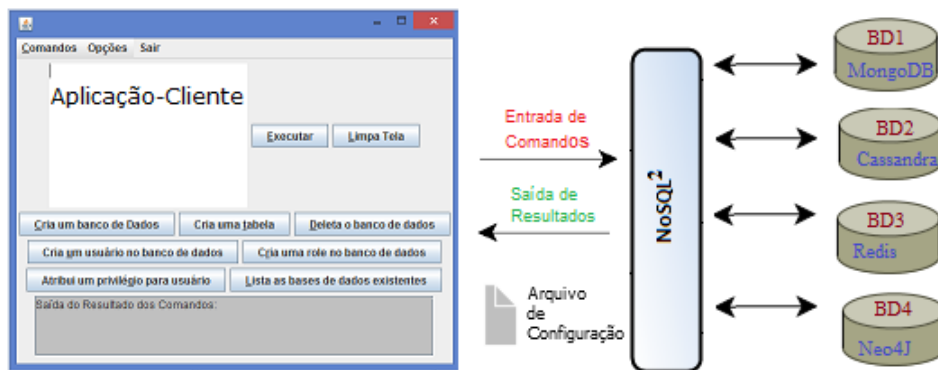 Comandos Opções Sair
Aplicação-Cliente
Executar Limpa Tela
Cria um banco de Dados Cria uma tabela Deleta o banco de dados
Cria um usuário no banco de dados Cria uma role no banco de dados
Atribui um privilégio para usuário Lista as bases de dados existentes
Saída do Resultado dos Comandos:
Entrada de
Comandos
Saída de
Resultados
Arquivo
de
Configuração
NoSQL²
BD1
MongoDB
BD2
Cassandra
BD3
Redis
BD4
Neo4J